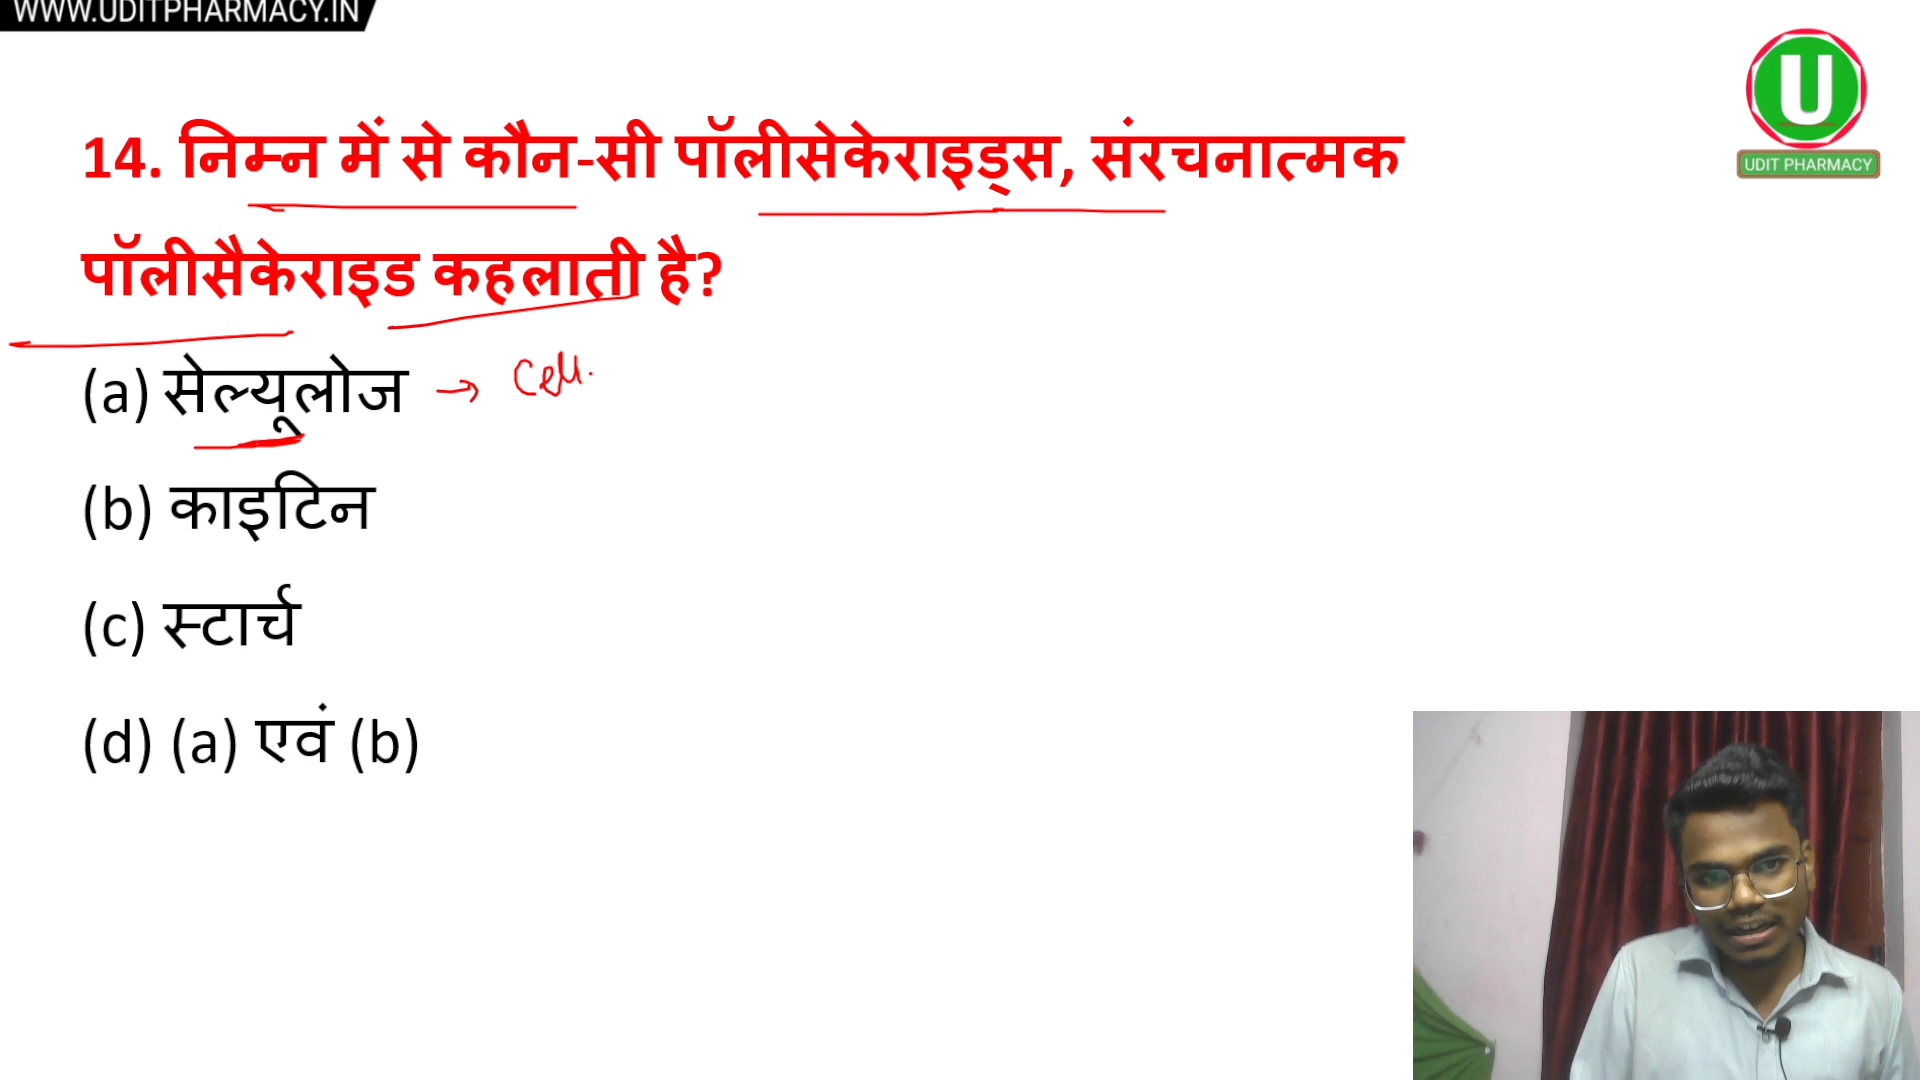 WWW.UDITPHARMACY.IN
U
UDIT PHARMACY
14. निम्न में से कौन-सी पॉलीसेकेराइड्स, संरचनात्मक
पॉलीसैकेराइड कहलाती है?
(a) सेल्यूलोज → Cell.
(b) काइटिन
(c) स्टार्च
(d) (a) एवं (b)